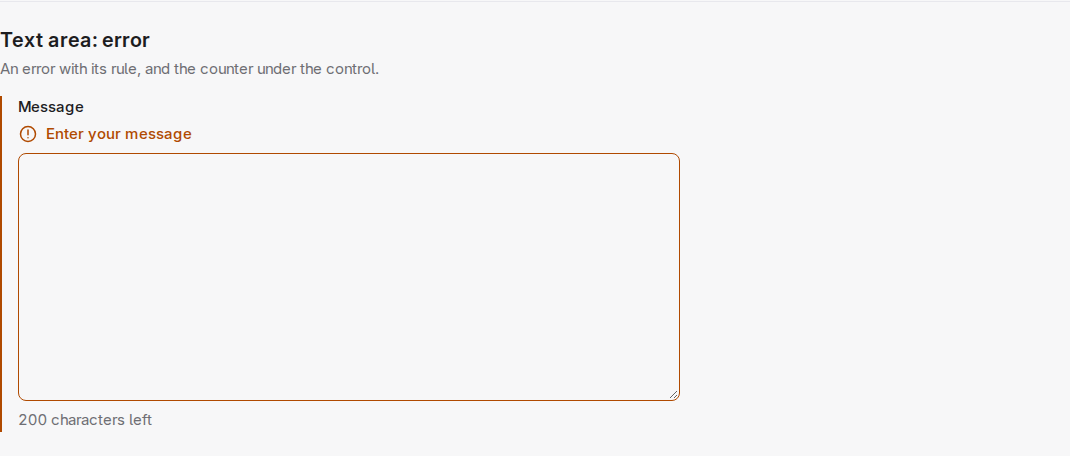 Text area: error
An error with its rule, and the counter under the control.
Message
Enter your message
200 characters left